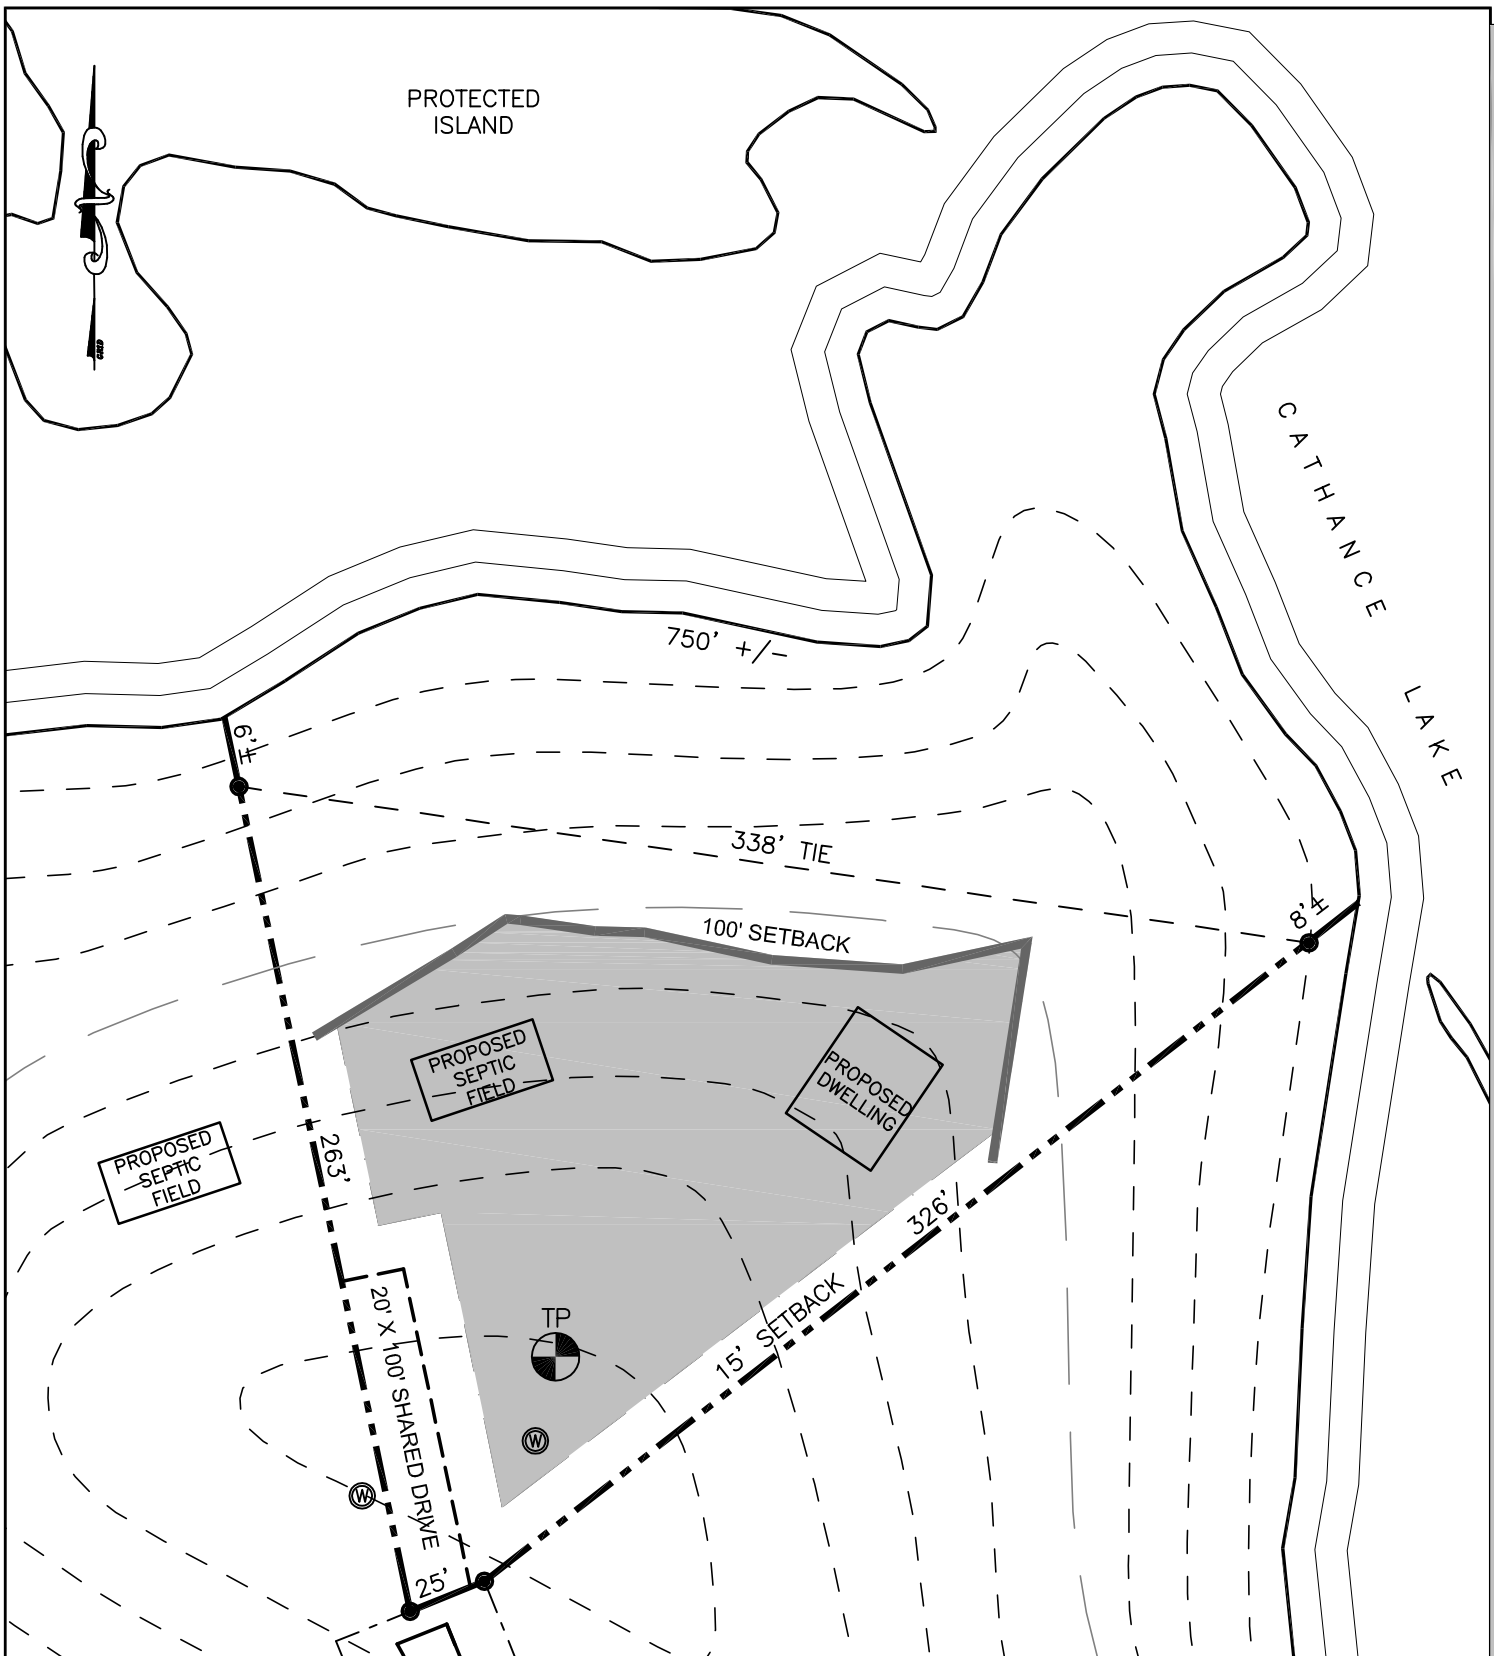 PROTECTED
ISLAND
GRID
CATHANCE
LAKE
750' +/-
6'±
338' TIE
8'±
100' SETBACK
PROPOSED
SEPTIC
FIELD
PROPOSED
DWELLING
PROPOSED
SEPTIC
FIELD
263'
326'
15' SETBACK
20' X 100' SHARED DRIVE
TP
W
W
25'